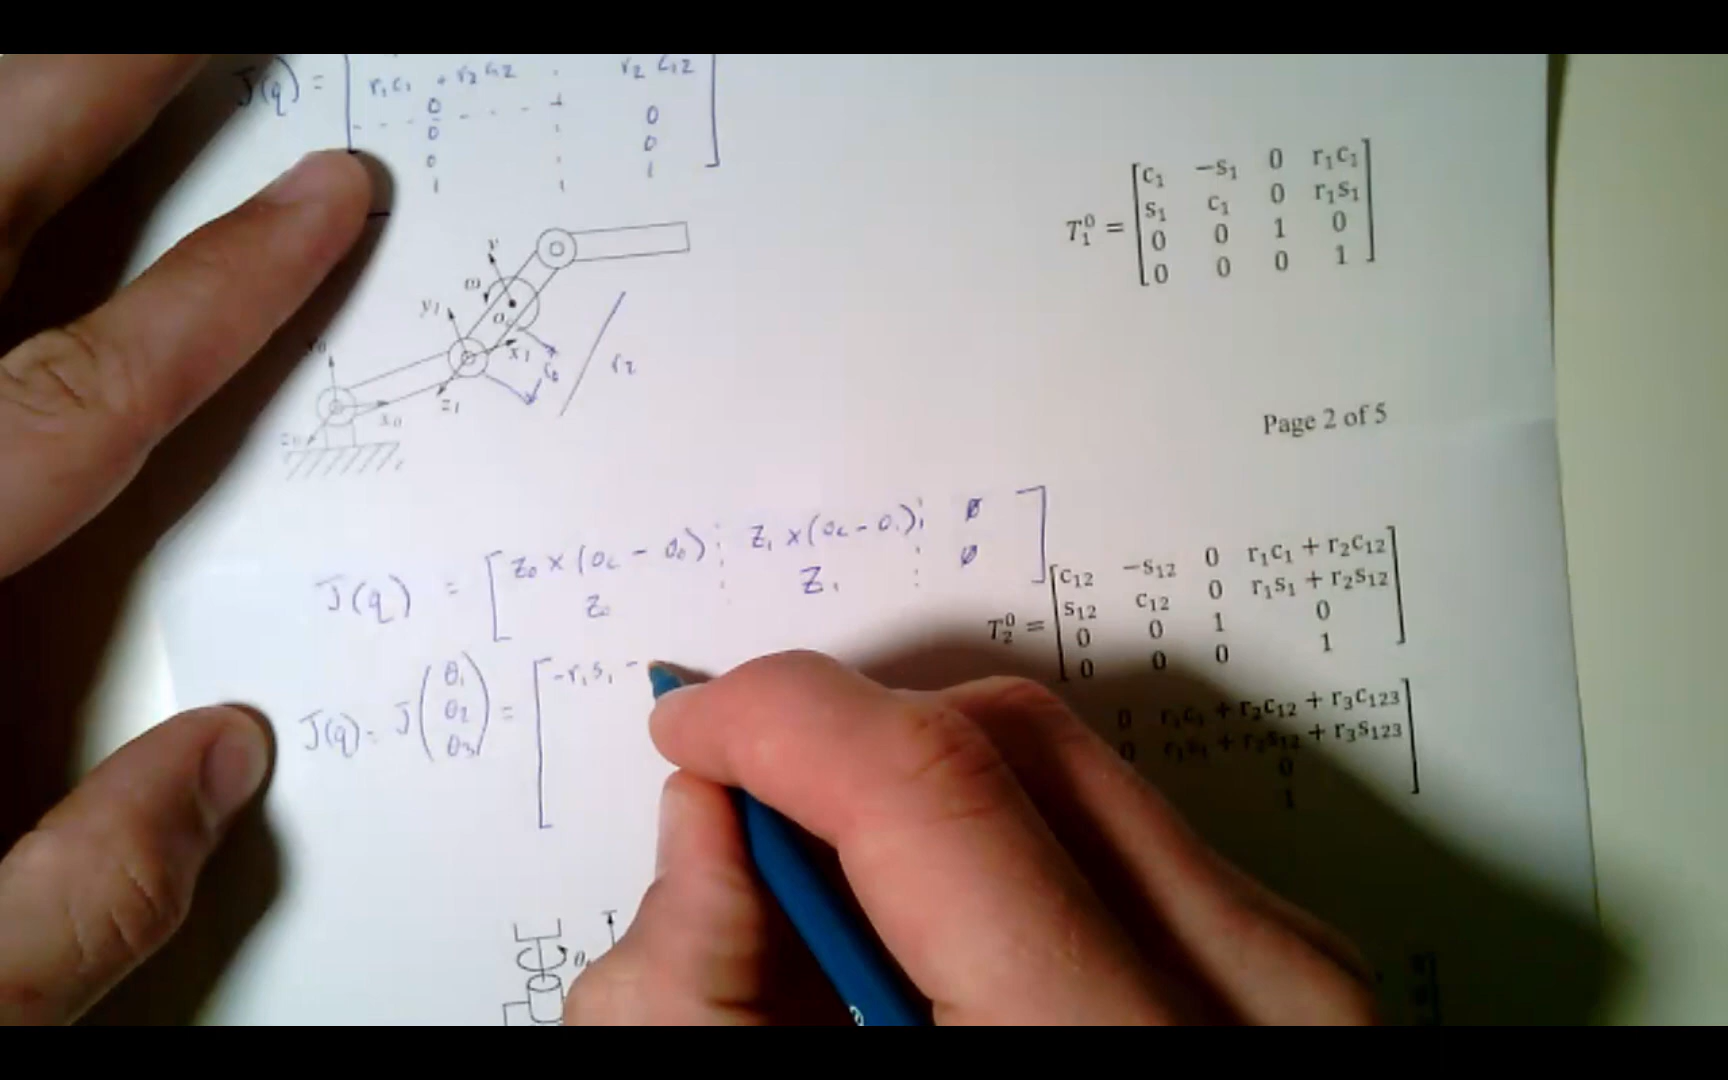 J(q) = r₁c₁ + r₂c₁₂ r₂ c₁₂
0 0
0 0
0
1 1 1
T₁⁰ = [c₁ −s₁ 0 r₁c₁
s₁ c₁ 0 r₁s₁
0 0 1 0
0 0 0 1]
y
ω
y₁
x₁
z₁
x₀
r₂
Page 2 of 5
J(q) = [z₀ × (o꜀ − o₀) z₁ × (o꜀ − o₁) ∅
z₀ z₁ ∅]
T₂⁰ = [c₁₂ −s₁₂ 0 r₁c₁ + r₂c₁₂
s₁₂ c₁₂ 0 r₁s₁ + r₂s₁₂
0 0 1 0
0 0 0 1]
J(q) = J(θ₁
θ₂
θ₃) = [-r₁s₁ -
0 r₁c₁ + r₂c₁₂ + r₃c₁₂₃
0 r₁s₁ + r₂s₁₂ + r₃s₁₂₃
0
1]